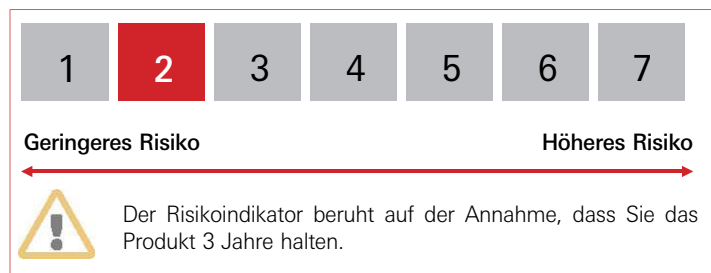 1 2 3 4 5 6 7
Geringeres Risiko Höheres Risiko
Der Risikoindikator beruht auf der Annahme, dass Sie das
Produkt 3 Jahre halten.